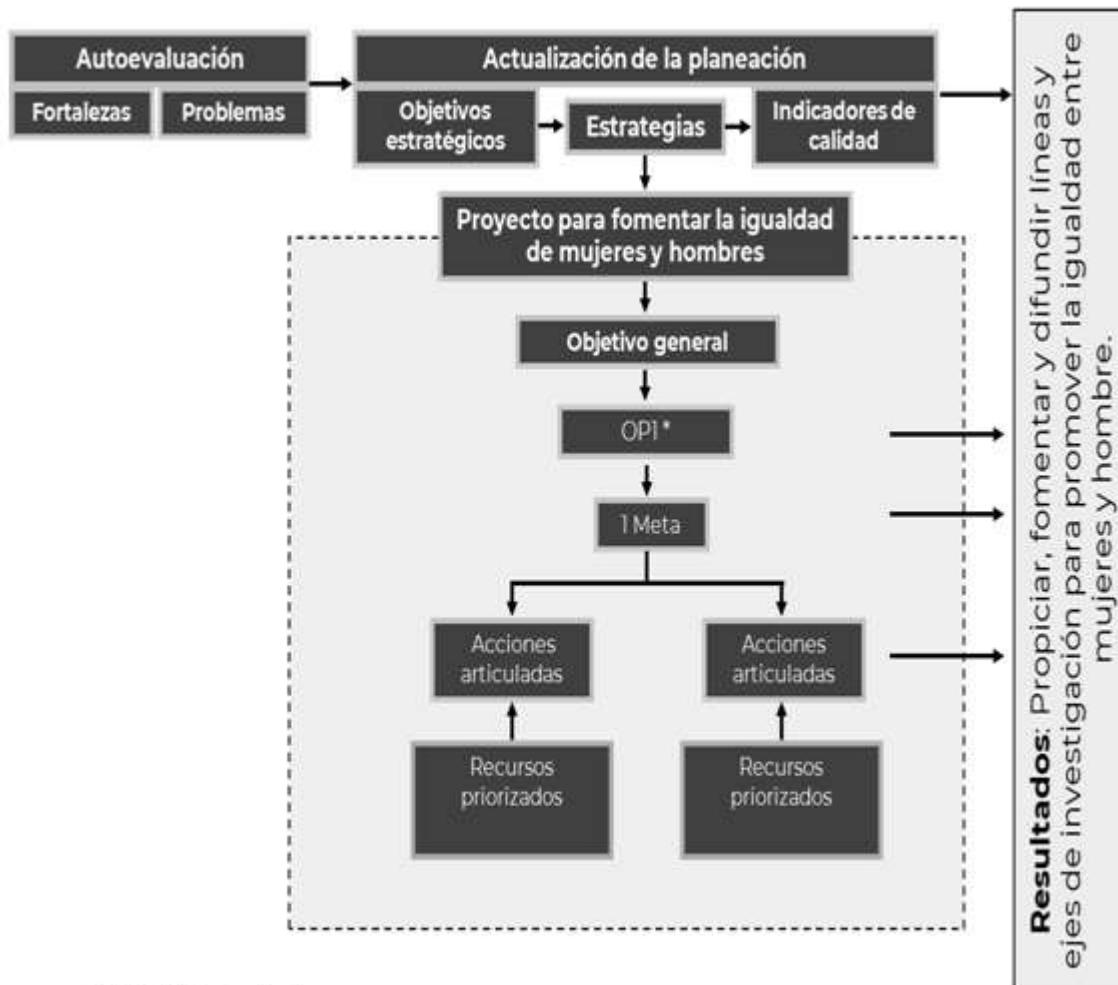 Autoevaluación
Fortalezas
Problemas
Actualización de la planeación
Objetivos
estratégicos
Estrategias
Indicadores de
calidad
Proyecto para fomentar la igualdad
de mujeres y hombres
Objetivo general
OP1 *
1 Meta
Acciones
articuladas
Acciones
articuladas
Recursos
priorizados
Recursos
priorizados
Resultados: Propiciar, fomentar y difundir líneas y
ejes de investigación para promover la igualdad entre
mujeres y hombre.